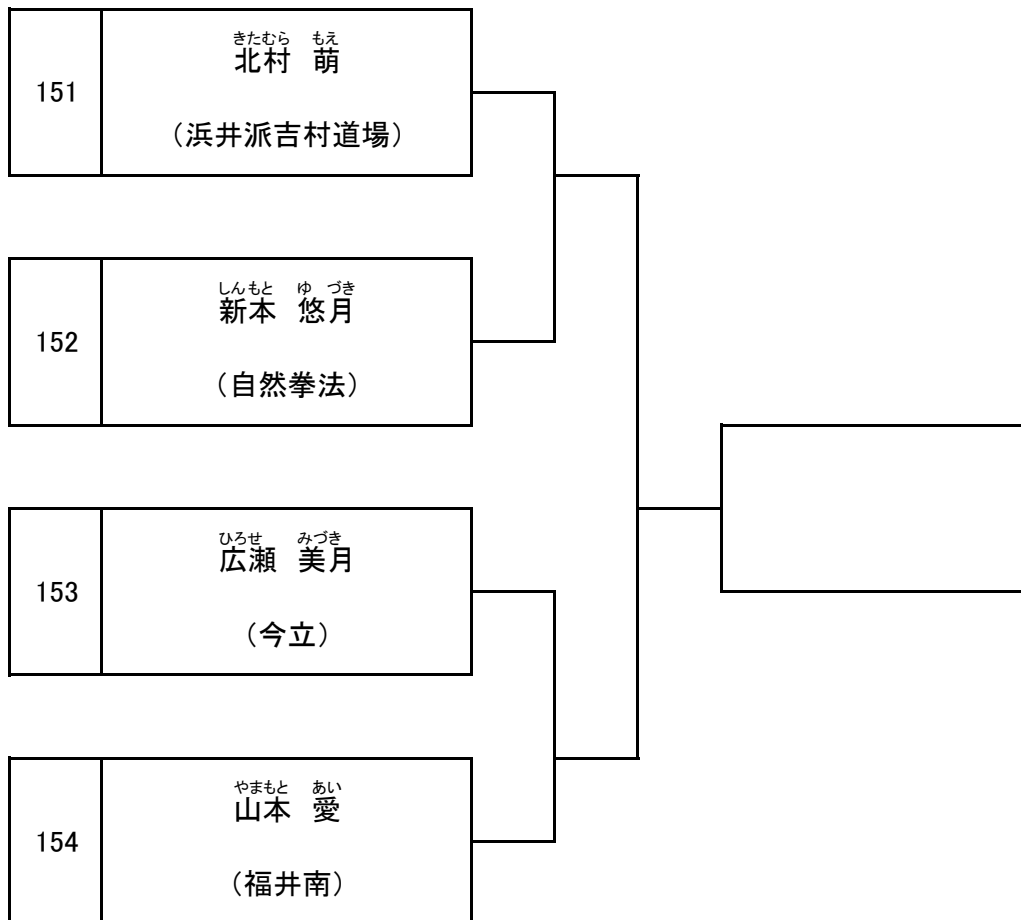 きたむら もえ
北村 萌
151
(浜井派吉村道場)
しんもと ゆ づき
新本 悠月
152
(自然拳法)
ひろせ みづき
広瀬 美月
153
(今立)
やまもと あい
山本 愛
154
(福井南)